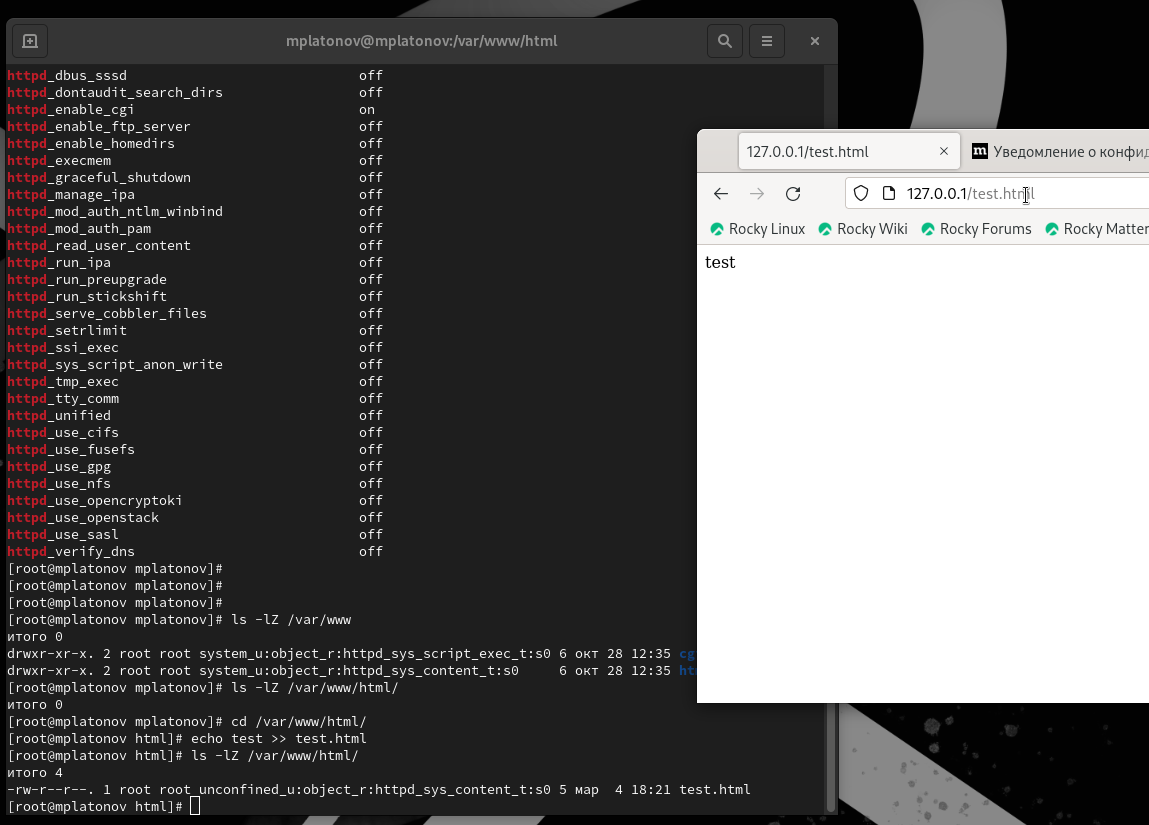 mplatonov@mplatonov:/var/www/html
httpd_dbus_sssd off
httpd_dontaudit_search_dirs off
httpd_enable_cgi on
httpd_enable_ftp_server off
httpd_enable_homedirs off
httpd_execmem off
httpd_graceful_shutdown off
httpd_manage_ipa off
httpd_mod_auth_ntlm_winbind off
httpd_mod_auth_pam off
httpd_read_user_content off
httpd_run_ipa off
httpd_run_preupgrade off
httpd_run_stickshift off
httpd_serve_cobbler_files off
httpd_setrlimit off
httpd_ssi_exec off
httpd_sys_script_anon_write off
httpd_tmp_exec off
httpd_tty_comm off
httpd_unified off
httpd_use_cifs off
httpd_use_fusefs off
httpd_use_gpg off
httpd_use_nfs off
httpd_use_opencryptoki off
httpd_use_openstack off
httpd_use_sasl off
httpd_verify_dns off
[root@mplatonov mplatonov]#
[root@mplatonov mplatonov]#
[root@mplatonov mplatonov]#
[root@mplatonov mplatonov]# ls -lZ /var/www
итого 0
drwxr-xr-x. 2 root root system_u:object_r:httpd_sys_script_exec_t:s0 6 окт 28 12:35 cg
drwxr-xr-x. 2 root root system_u:object_r:httpd_sys_content_t:s0 6 окт 28 12:35 ht
[root@mplatonov mplatonov]# ls -lZ /var/www/html/
итого 0
[root@mplatonov mplatonov]# cd /var/www/html/
[root@mplatonov html]# echo test >> test.html
[root@mplatonov html]# ls -lZ /var/www/html/
итого 4
-rw-r--r--. 1 root root unconfined_u:object_r:httpd_sys_content_t:s0 5 мар 4 18:21 test.html
[root@mplatonov html]#
127.0.0.1/test.html
m Уведомление о конфид
127.0.0.1/test.html
Rocky Linux Rocky Wiki Rocky Forums Rocky Matter
test